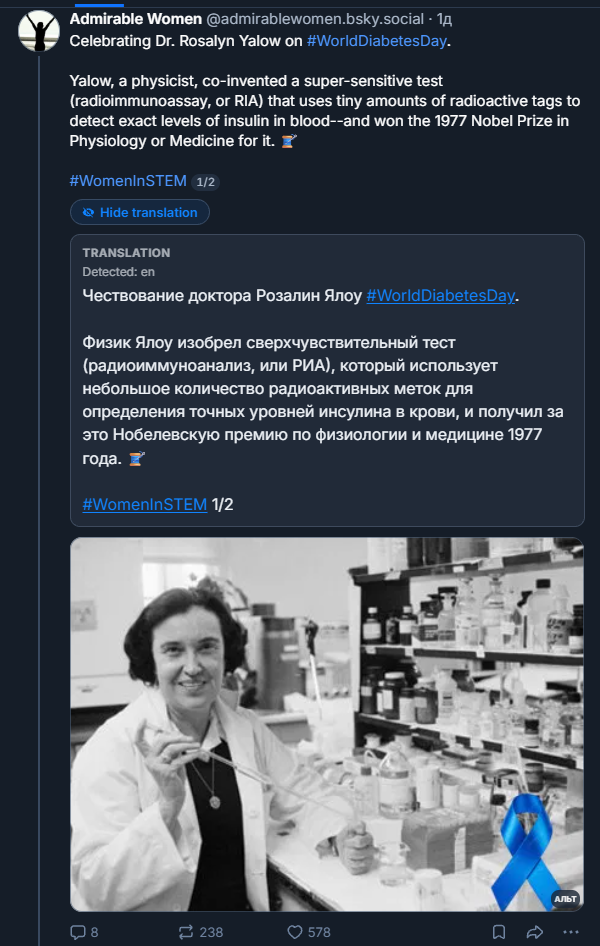 Admirable Women @admirablewomen.bsky.social · 1д
Celebrating Dr. Rosalyn Yalow on #WorldDiabetesDay.
Yalow, a physicist, co-invented a super-sensitive test
(radioimmunoassay, or RIA) that uses tiny amounts of radioactive tags to
detect exact levels of insulin in blood--and won the 1977 Nobel Prize in
Physiology or Medicine for it. 🧵
#WomenInSTEM 1/2
Hide translation
TRANSLATION
Detected: en
Чествование доктора Розалин Ялоу #WorldDiabetesDay.
Физик Ялоу изобрел сверхчувствительный тест
(радиоиммуноанализ, или РИА), который использует
небольшое количество радиоактивных меток для
определения точных уровней инсулина в крови, и получил за
это Нобелевскую премию по физиологии и медицине 1977
года. 🧵
#WomenInSTEM 1/2
АЛЬТ
8 238 578